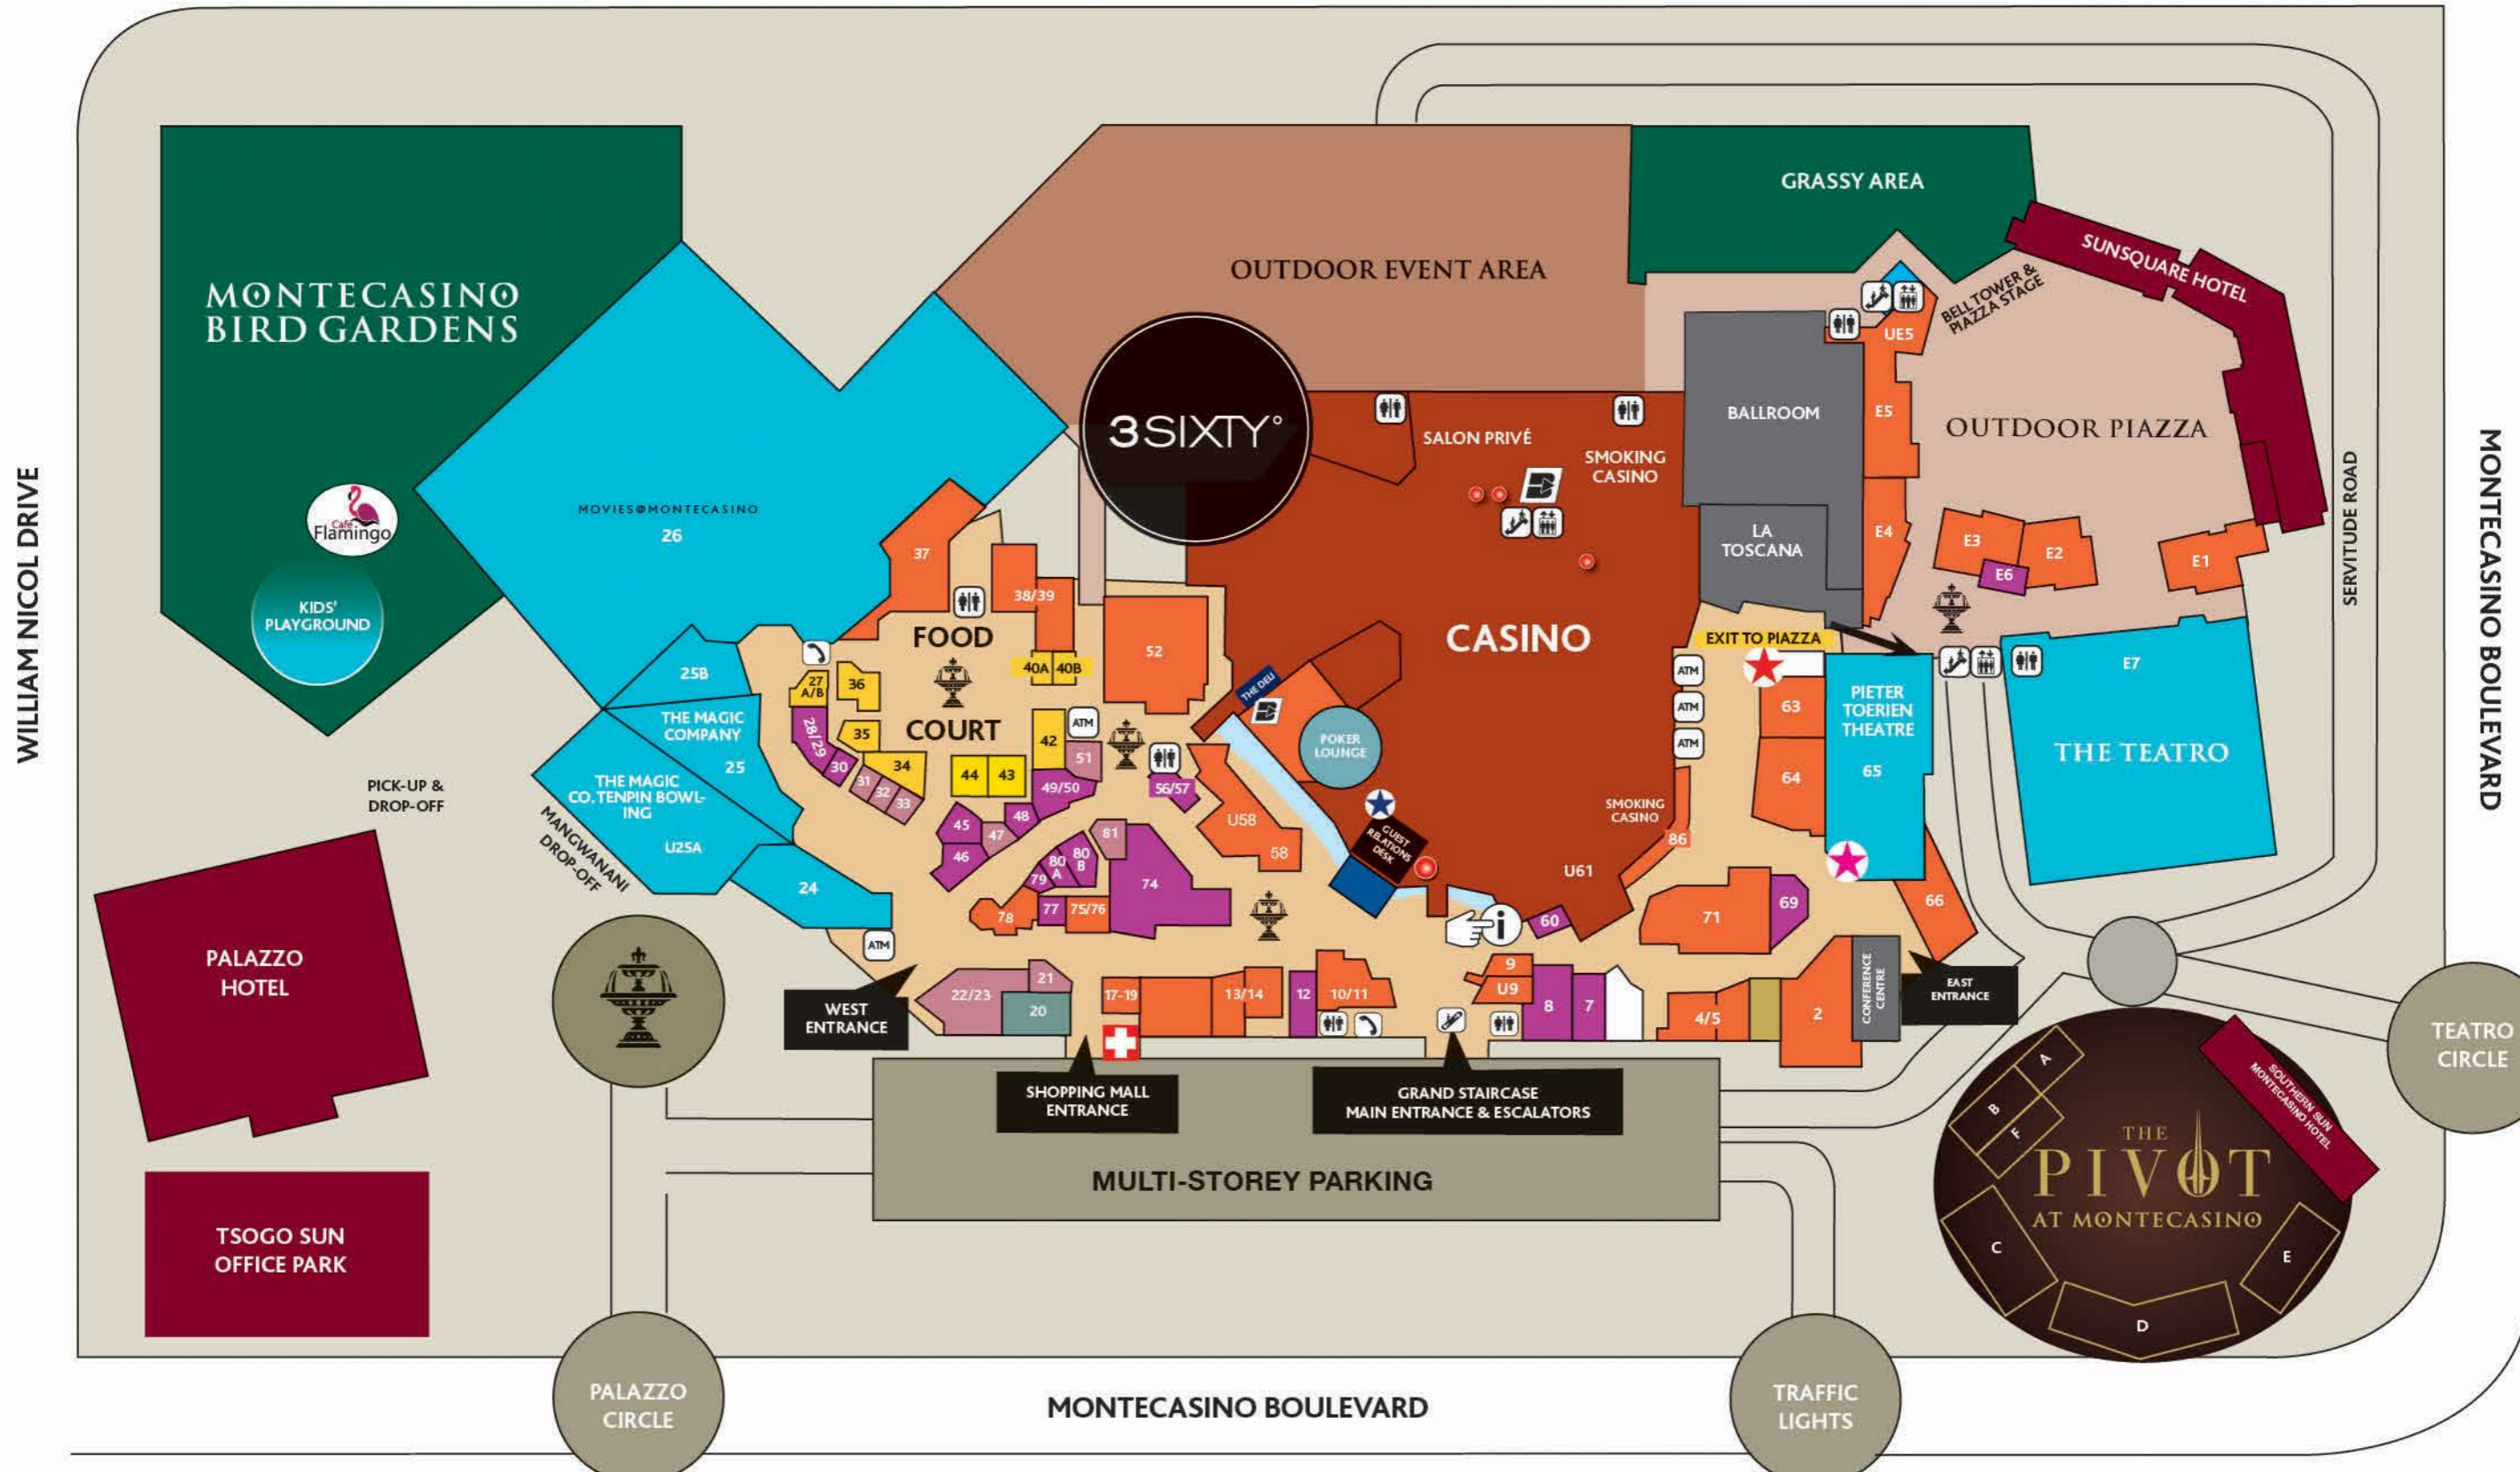 WILLIAM NICOL DRIVE
MONTECASINO
BIRD GARDENS
Café
Flamingo
KIDS'
PLAYGROUND
MOVIES@MONTECASINO
26
OUTDOOR EVENT AREA
3SIXTY°
GRASSY AREA
SUNSQUARE HOTEL
BELL TOWER &
PIAZZA STAGE
UE5
BALLROOM
E5
OUTDOOR PIAZZA
SERVITUDE ROAD
MONTECASINO BOULEVARD
SALON PRIVÉ
SMOKING
CASINO
LA
TOSCANA
E4
E3
E2
E6
E1
37
38/39
FOOD
COURT
40A
40B
52
CASINO
EXIT TO PIAZZA
ATM
ATM
ATM
63
64
PIETER
TOERIEN
THEATRE
65
E7
THE TEATRO
25B
THE MAGIC
COMPANY
25
THE MAGIC
CO.TENPIN BOWL-
ING
U25A
24
27
A/B
36
28/29
35
30
34
31
32
33
44
43
42
ATM
51
49/50
56/57
45
47
48
46
THE DEU
POKER
LOUNGE
U58
58
GUEST
RELATIONS
DESK
SMOKING
CASINO
86
U61
81
80
A
80
B
79
74
78
77
75/76
60
i
71
69
66
PICK-UP &
DROP-OFF
MANGWANANI
DROP-OFF
PALAZZO
HOTEL
ATM
WEST
ENTRANCE
22/23
21
20
17-19
13/14
12
10/11
9
U9
8
7
4/5
2
CONFERENCE
CENTRE
EAST
ENTRANCE
SHOPPING MALL
ENTRANCE
GRAND STAIRCASE
MAIN ENTRANCE & ESCALATORS
MULTI-STOREY PARKING
TSOGO SUN
OFFICE PARK
TEATRO
CIRCLE
A
B
F
SOUTHERN SUN
MONTECASINO HOTEL
THE
PIVOT
AT MONTECASINO
C
E
D
PALAZZO
CIRCLE
MONTECASINO BOULEVARD
TRAFFIC
LIGHTS